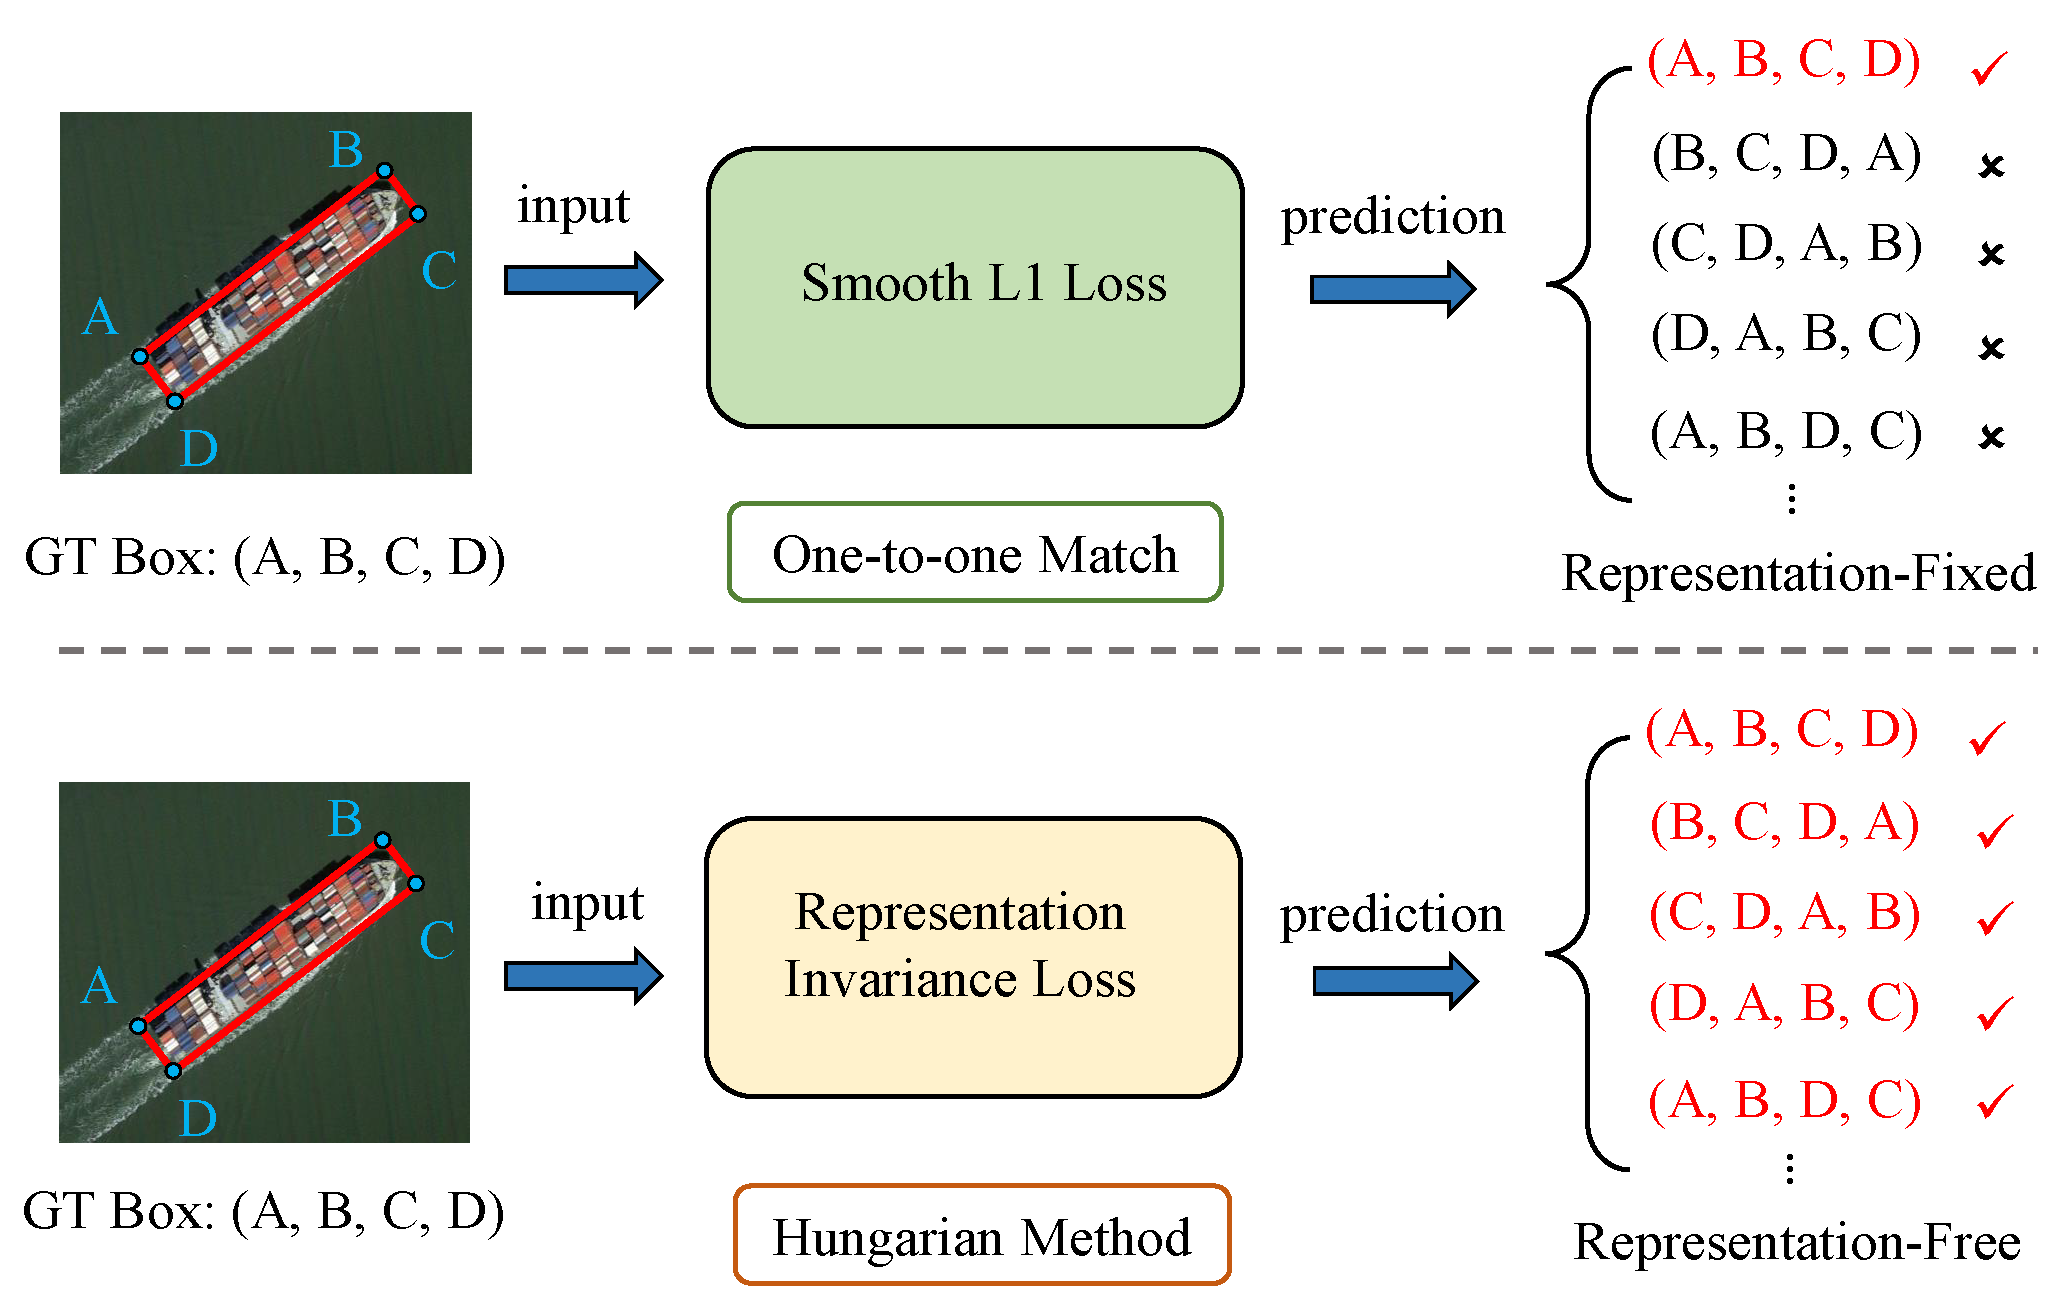 B
C
A
D
GT Box: (A, B, C, D)
input
Smooth L1 Loss
One-to-one Match
prediction
(A, B, C, D) ✓
(B, C, D, A) ✗
(C, D, A, B) ✗
(D, A, B, C) ✗
(A, B, D, C) ✗
⋮
Representation-Fixed
B
C
A
D
GT Box: (A, B, C, D)
input
Representation
Invariance Loss
Hungarian Method
prediction
(A, B, C, D) ✓
(B, C, D, A) ✓
(C, D, A, B) ✓
(D, A, B, C) ✓
(A, B, D, C) ✓
⋮
Representation-Free